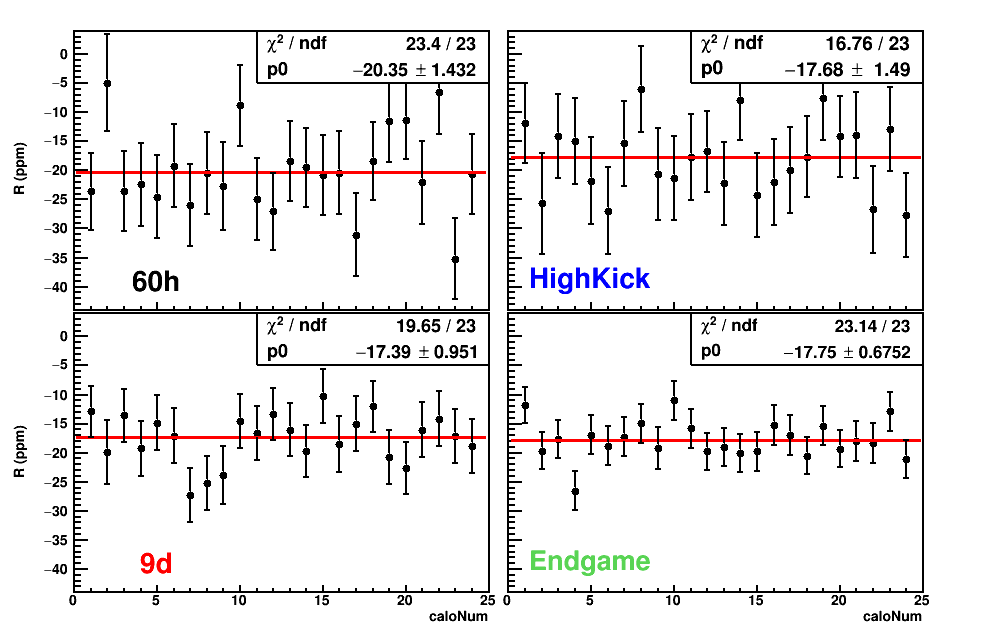 χ² / ndf 23.4 / 23
p0 −20.35 ± 1.432
0
−5
−10
−15
−20
−25
−30
−35
−40
R (ppm)
60h
χ² / ndf 16.76 / 23
p0 −17.68 ± 1.49
HighKick
χ² / ndf 19.65 / 23
p0 −17.39 ± 0.951
0
−5
−10
−15
−20
−25
−30
−35
−40
R (ppm)
9d
0 5 10 15 20 25
caloNum
χ² / ndf 23.14 / 23
p0 −17.75 ± 0.6752
Endgame
0 5 10 15 20 25
caloNum